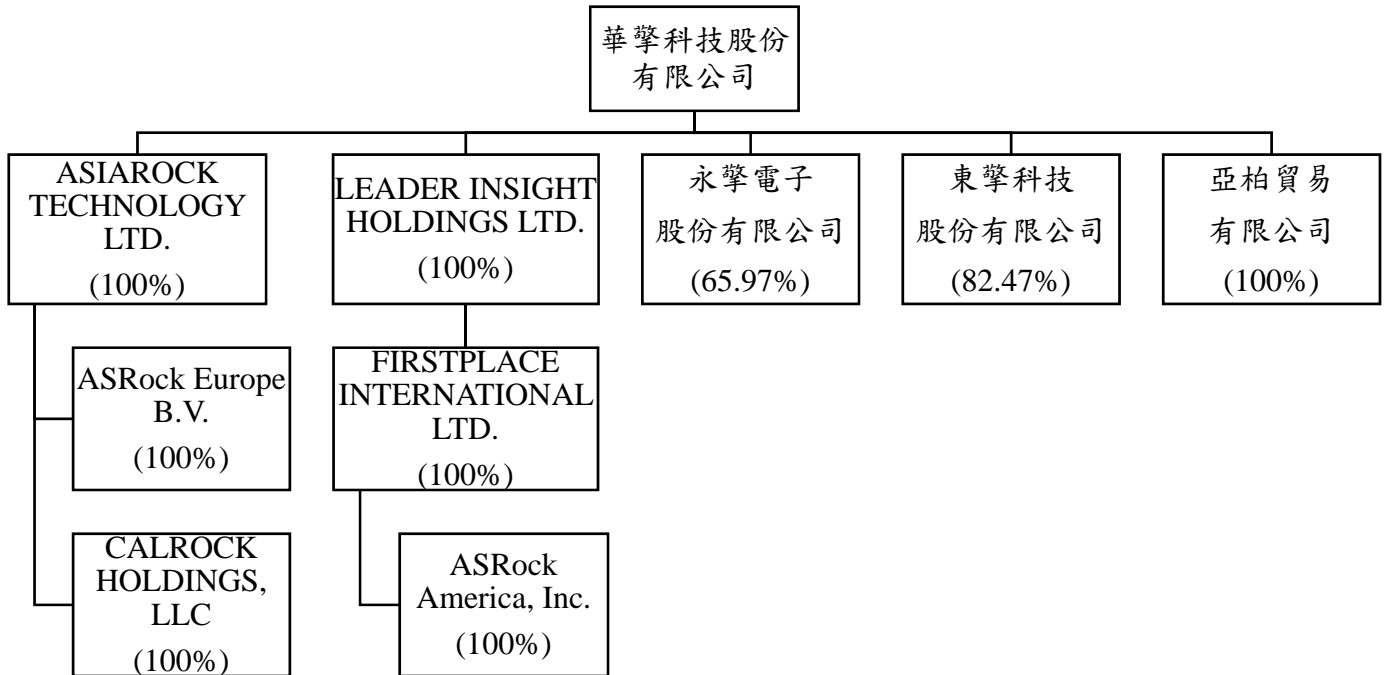 華擎科技股份
有限公司
ASIAROCK
TECHNOLOGY
LTD.
(100%)
LEADER INSIGHT
HOLDINGS LTD.
(100%)
永擎電子
股份有限公司
(65.97%)
東擎科技
股份有限公司
(82.47%)
亞柏貿易
有限公司
(100%)
ASRock Europe
B.V.
(100%)
FIRSTPLACE
INTERNATIONAL
LTD.
(100%)
CALROCK
HOLDINGS,
LLC
(100%)
ASRock
America, Inc.
(100%)